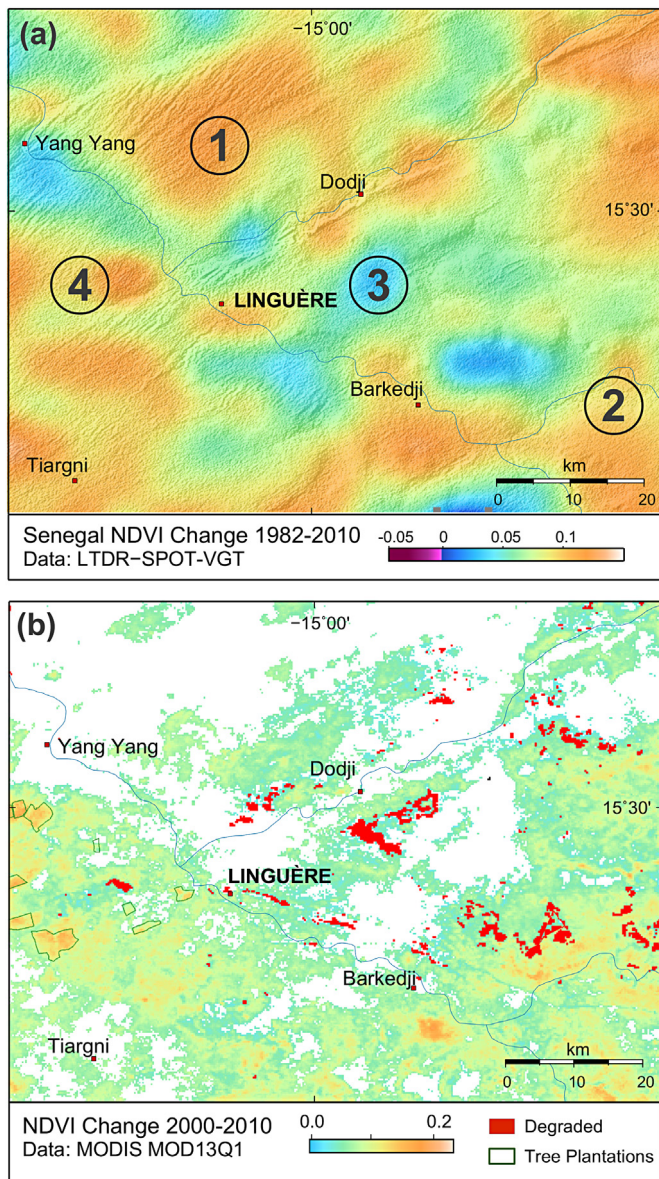 (a)
−15°00'
Yang Yang
1
Dodji
15°30'
4
3
LINGUÈRE
Barkedji
2
Tiargni
km
0 10 20
Senegal NDVI Change 1982-2010
Data: LTDR−SPOT-VGT
-0.05 0 0.05 0.1
(b)
−15°00'
Yang Yang
Dodji
15°30'
LINGUÈRE
Barkedji
Tiargni
km
0 10 20
NDVI Change 2000-2010
Data: MODIS MOD13Q1
0.0 0.2
Degraded
Tree Plantations